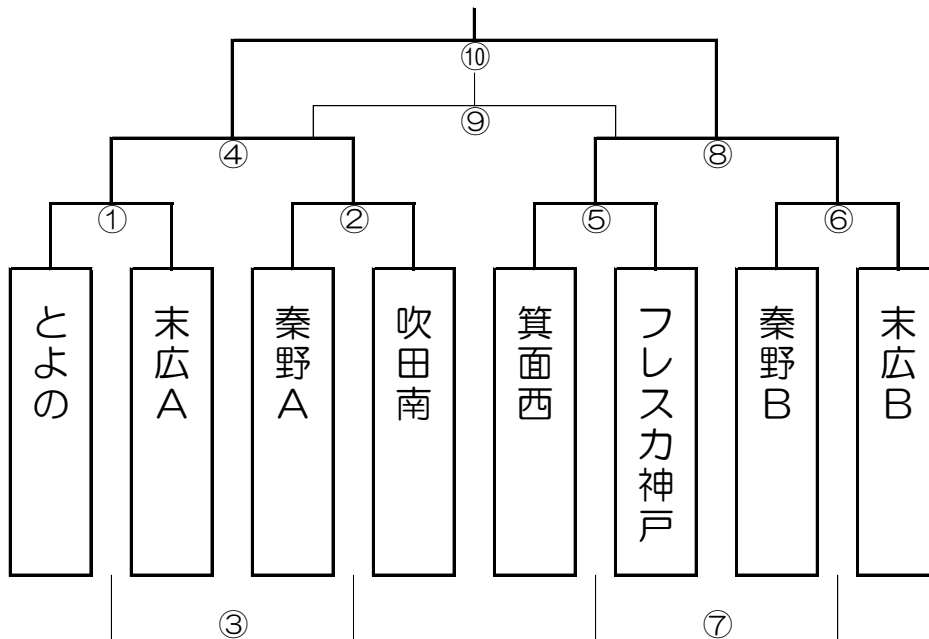 ⑩
⑨
④
⑧
①
②
⑤
⑥
とよの
末広A
秦野A
吹田南
箕面西
フレスカ神戸
秦野B
末広B
③
⑦